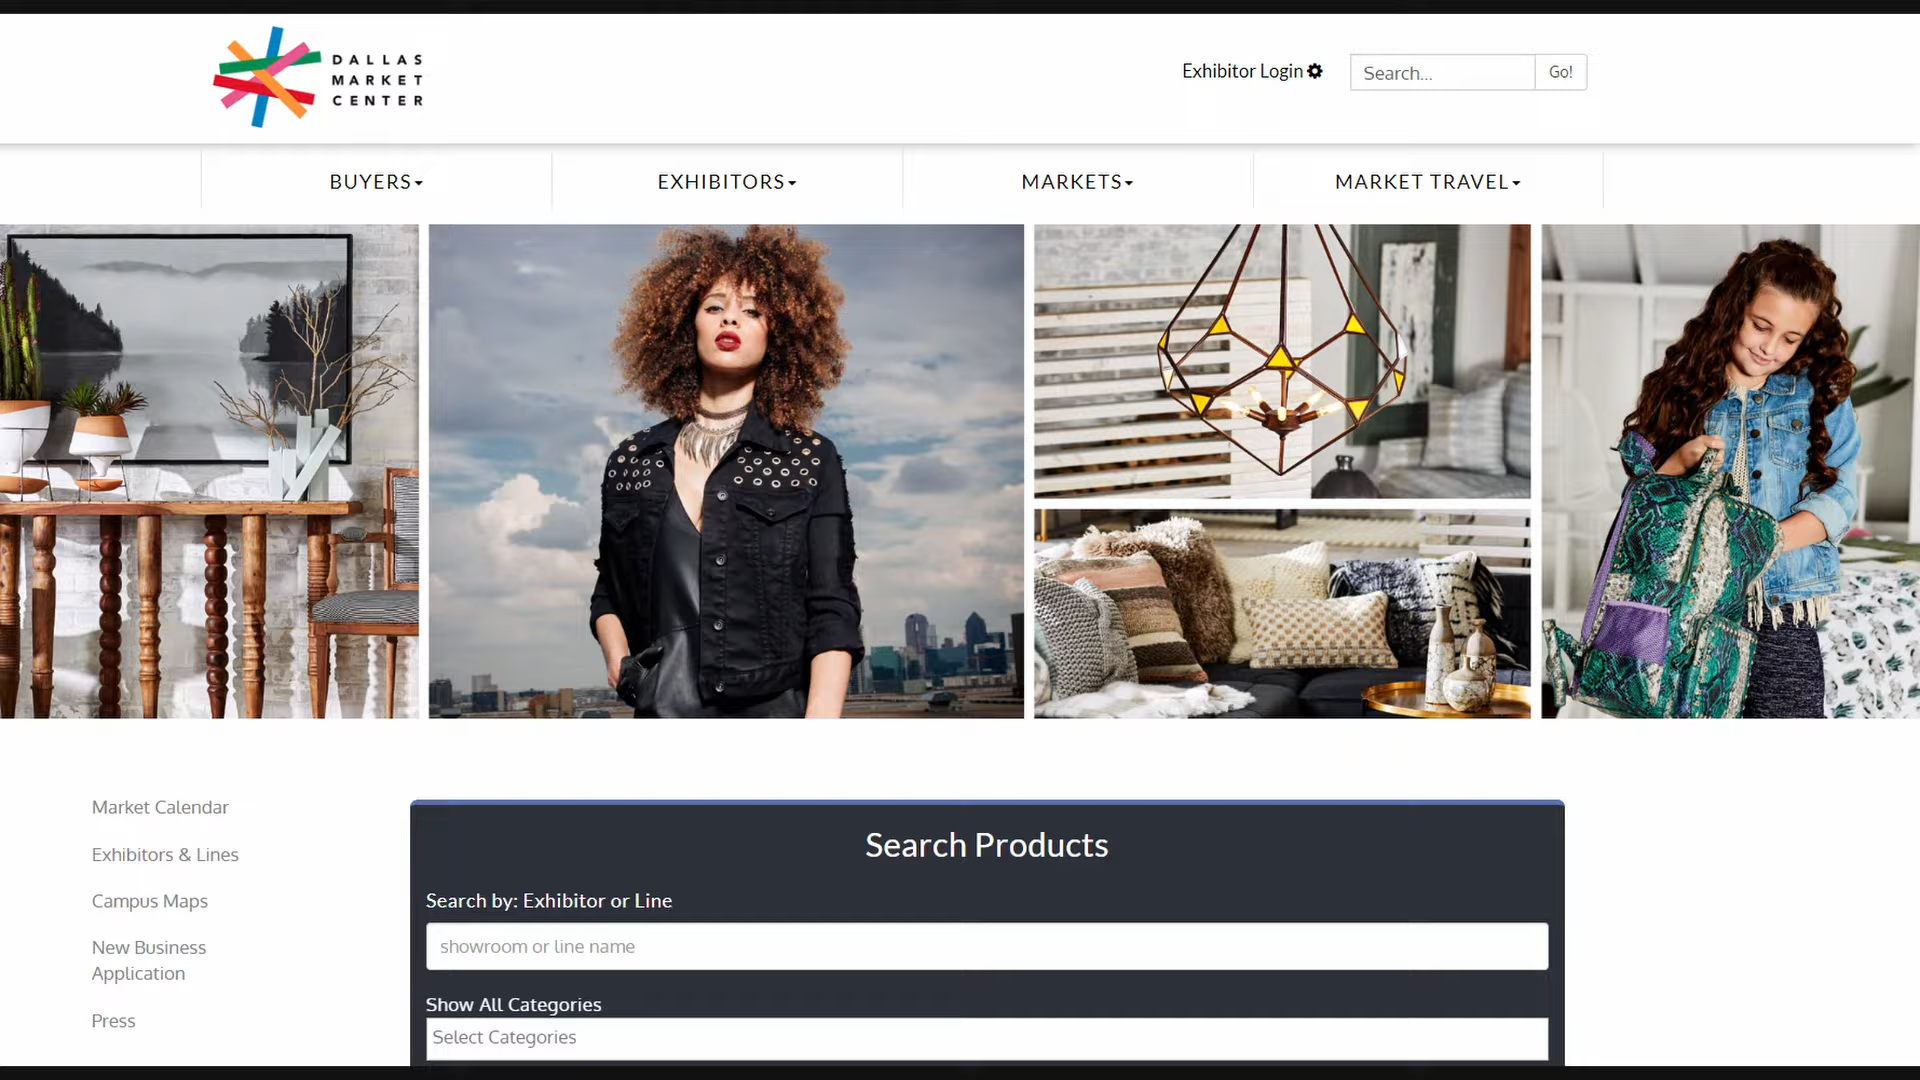 DALLAS
MARKET
CENTER
Exhibitor Login
Search...
Go!
BUYERS
EXHIBITORS
MARKETS
MARKET TRAVEL
Market Calendar
Exhibitors & Lines
Campus Maps
New Business
Application
Press
Search Products
Search by: Exhibitor or Line
showroom or line name
Show All Categories
Select Categories